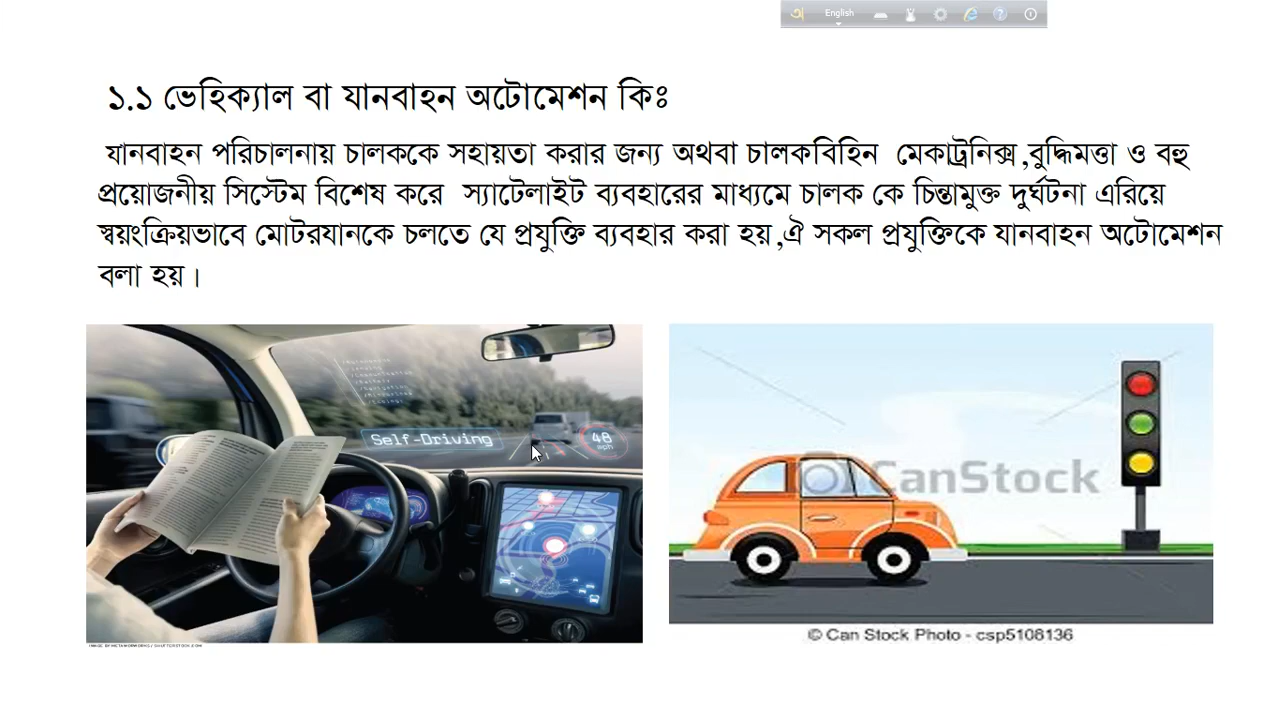 English
১.১ ভেহিক্যাল বা যানবাহন অটোমেশন কিঃ
যানবাহন পরিচালনায় চালককে সহায়তা করার জন্য অথবা চালকবিহিন মেকাট্রনিক্স,বুদ্ধিমত্তা ও বহু
প্রয়োজনীয় সিস্টেম বিশেষ করে স্যাটেলাইট ব্যবহারের মাধ্যমে চালক কে চিন্তামুক্ত দুর্ঘটনা এরিয়ে
স্বয়ংক্রিয়ভাবে মোটরযানকে চলতে যে প্রযুক্তি ব্যবহার করা হয়,ঐ সকল প্রযুক্তিকে যানবাহন অটোমেশন
বলা হয়।
Self-Driving
48
mph
CanStock
© Can Stock Photo - csp5108136